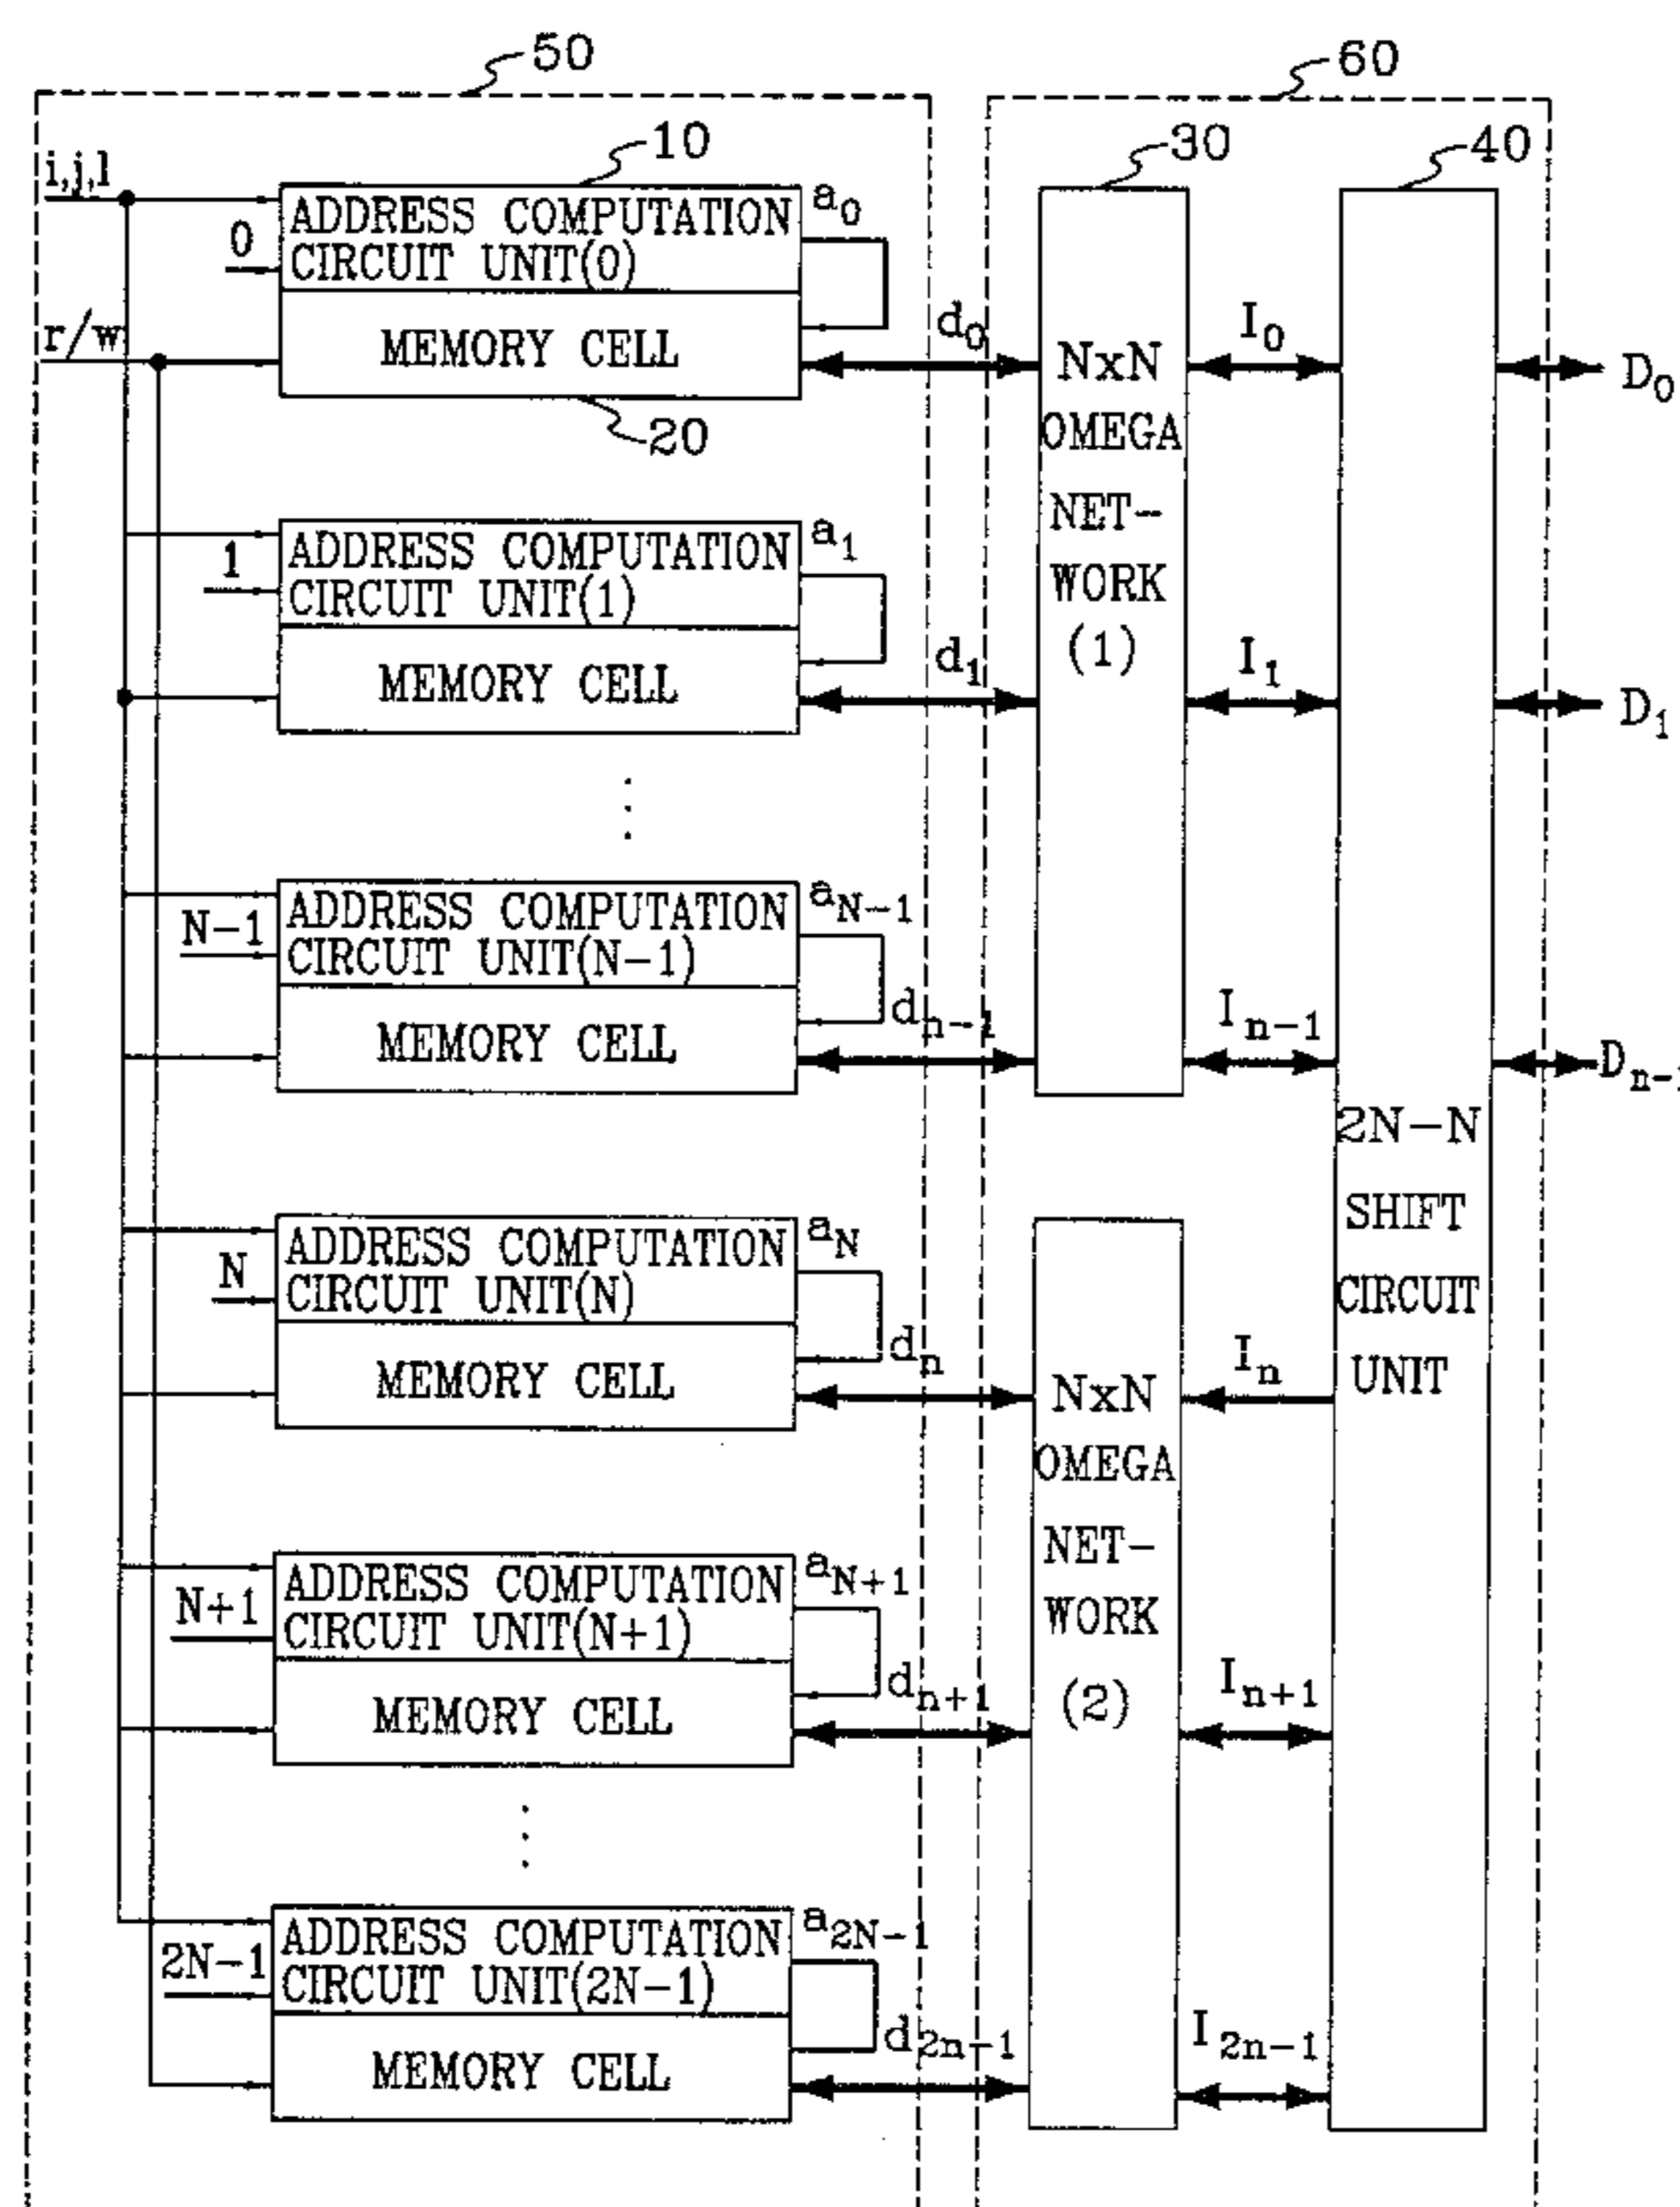 50
60
10
30
40
i,j,l
0
ADDRESS COMPUTATION
CIRCUIT UNIT(0)
a0
r/w
MEMORY CELL
d0
20
NxN
OMEGA
NET-
WORK
(1)
I0
D0
1
ADDRESS COMPUTATION
CIRCUIT UNIT(1)
a1
MEMORY CELL
d1
I1
D1
N-1
ADDRESS COMPUTATION
CIRCUIT UNIT(N-1)
aN-1
MEMORY CELL
dn-1
In-1
Dn-1
2N-N
SHIFT
CIRCUIT
UNIT
N
ADDRESS COMPUTATION
CIRCUIT UNIT(N)
aN
MEMORY CELL
dn
NxN
OMEGA
NET-
WORK
(2)
In
N+1
ADDRESS COMPUTATION
CIRCUIT UNIT(N+1)
aN+1
MEMORY CELL
dn+1
In+1
2N-1
ADDRESS COMPUTATION
CIRCUIT UNIT(2N-1)
a2N-1
MEMORY CELL
d2n-1
I2n-1